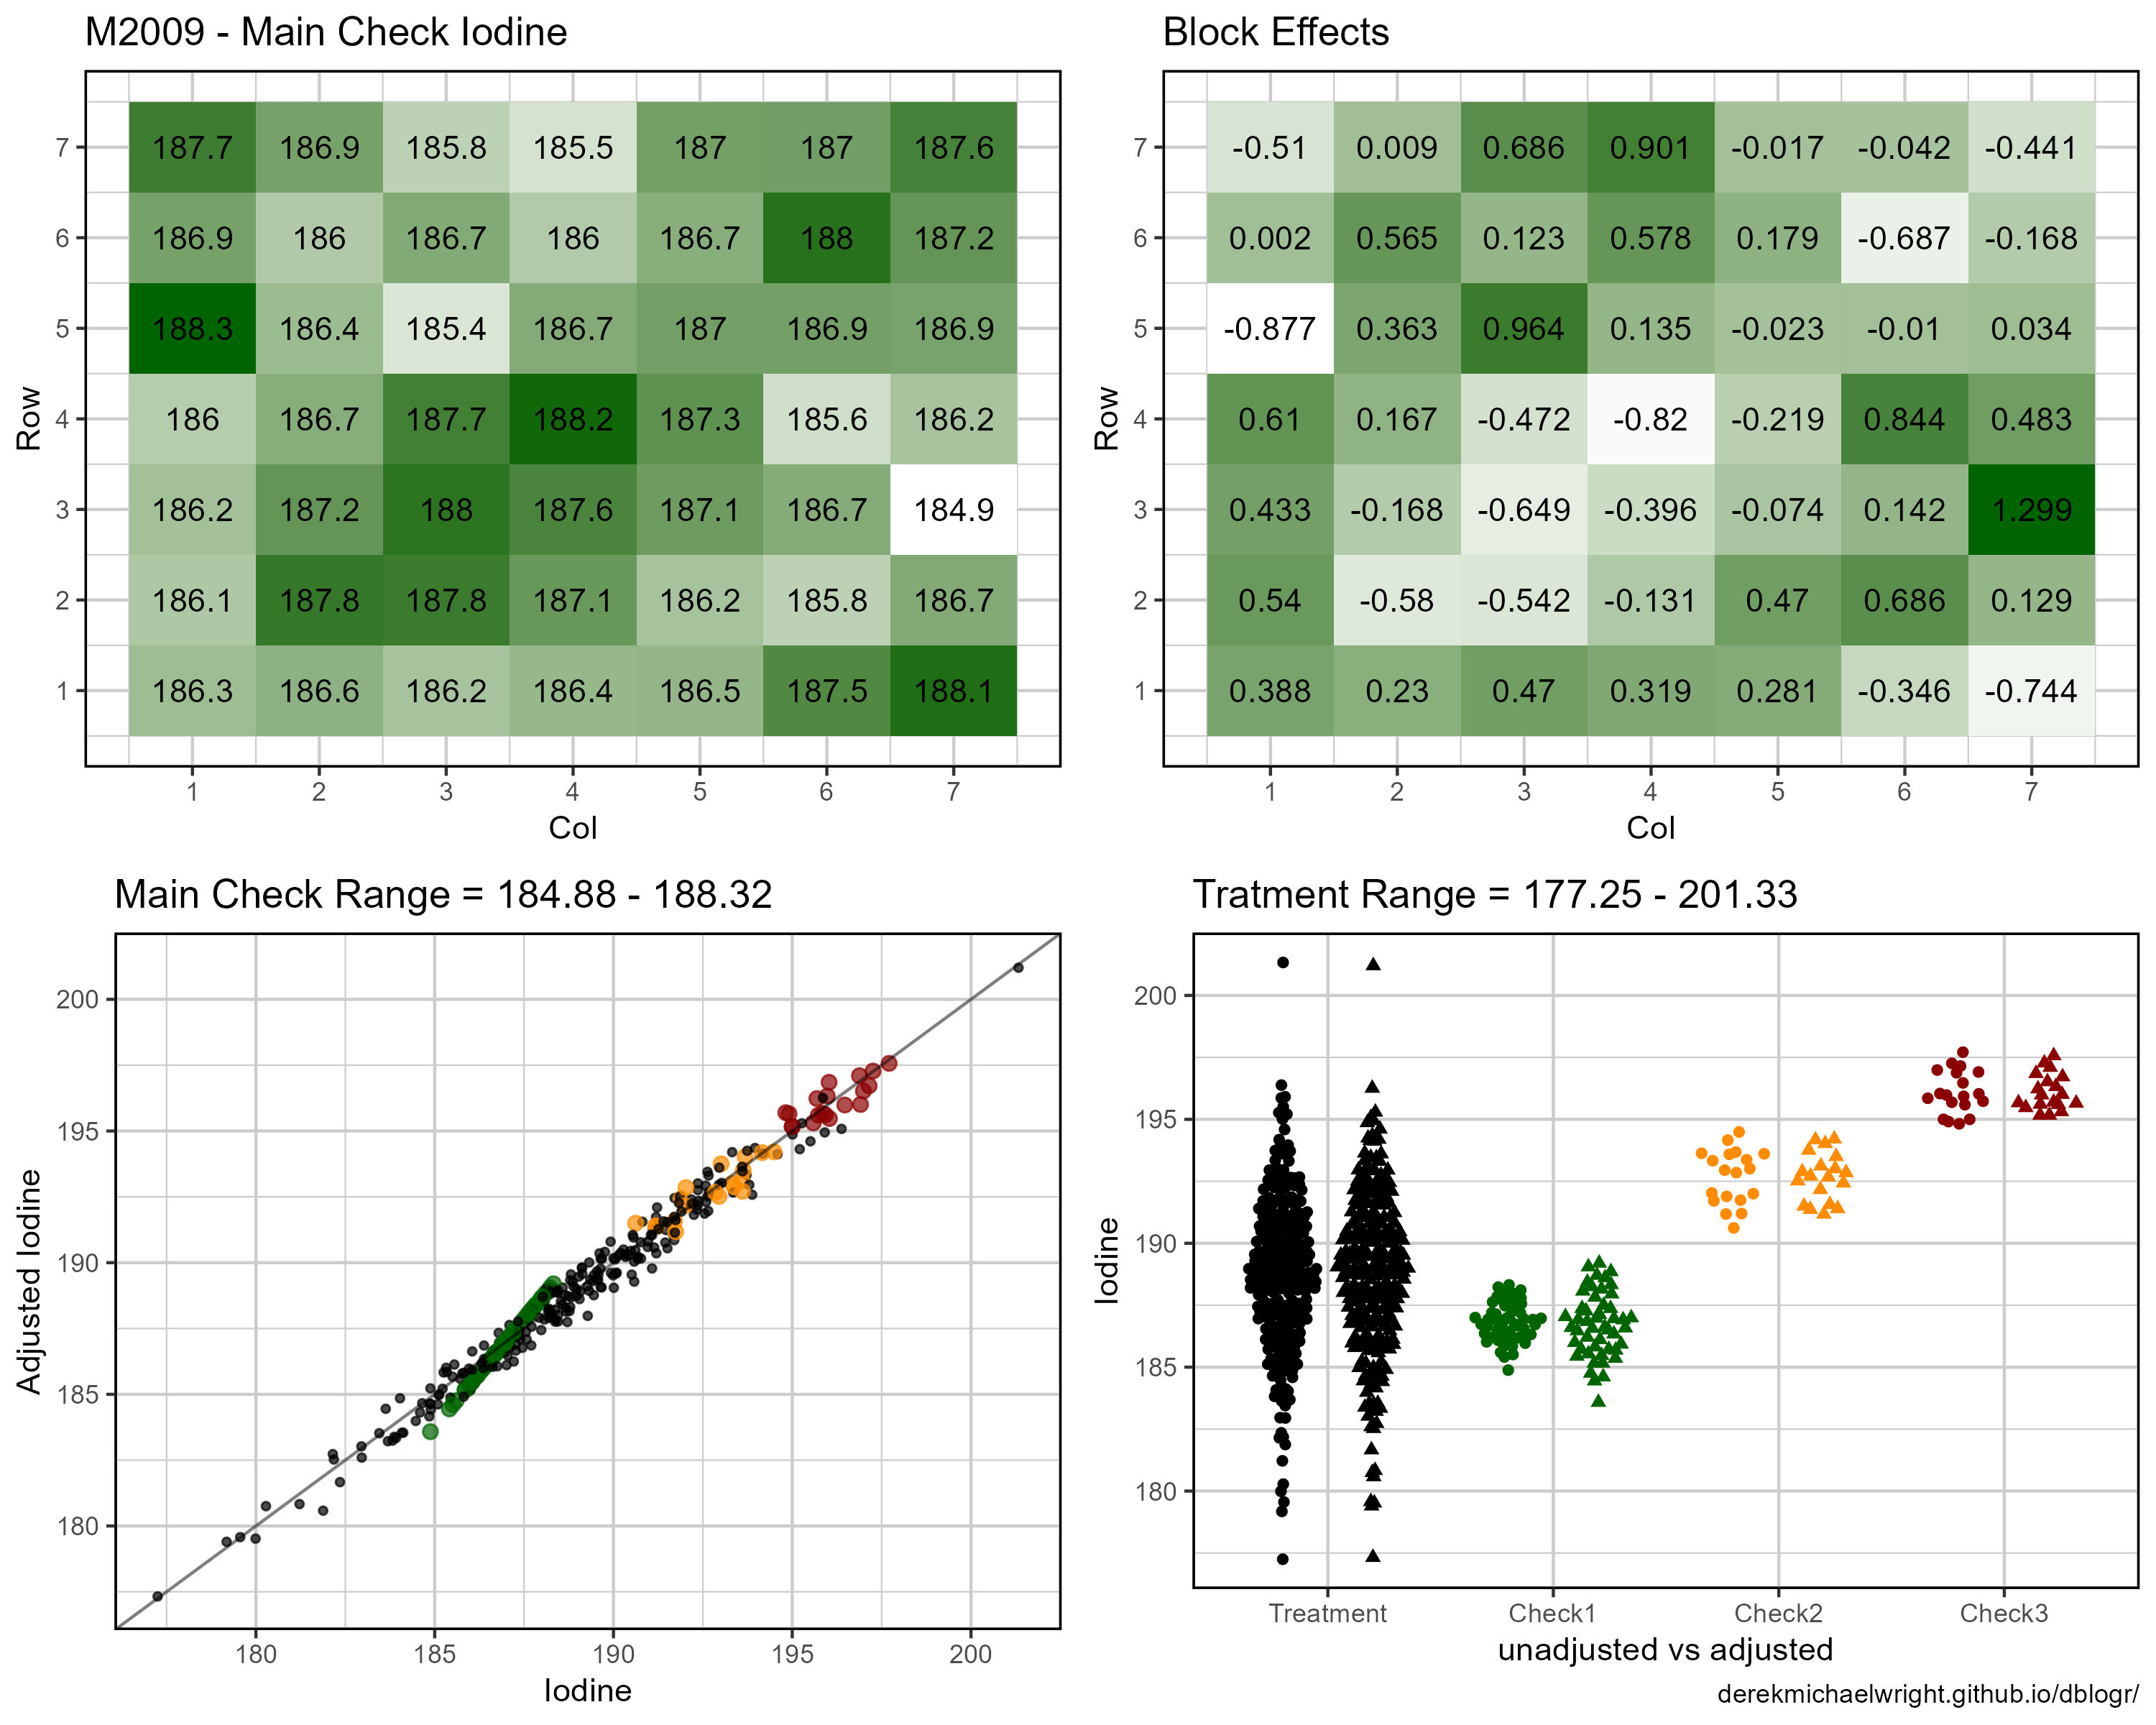 M2009 - Main Check Iodine
Row
7 187.7 186.9 185.8 185.5 187 187 187.6
6 186.9 186 186.7 186 186.7 188 187.2
5 188.3 186.4 185.4 186.7 187 186.9 186.9
4 186 186.7 187.7 188.2 187.3 185.6 186.2
3 186.2 187.2 188 187.6 187.1 186.7 184.9
2 186.1 187.8 187.8 187.1 186.2 185.8 186.7
1 186.3 186.6 186.2 186.4 186.5 187.5 188.1
1 2 3 4 5 6 7
Col
Block Effects
Row
7 -0.51 0.009 0.686 0.901 -0.017 -0.042 -0.441
6 0.002 0.565 0.123 0.578 0.179 -0.687 -0.168
5 -0.877 0.363 0.964 0.135 -0.023 -0.01 0.034
4 0.61 0.167 -0.472 -0.82 -0.219 0.844 0.483
3 0.433 -0.168 -0.649 -0.396 -0.074 0.142 1.299
2 0.54 -0.58 -0.542 -0.131 0.47 0.686 0.129
1 0.388 0.23 0.47 0.319 0.281 -0.346 -0.744
1 2 3 4 5 6 7
Col
Main Check Range = 184.88 - 188.32
Adjusted Iodine
200
195
190
185
180
180 185 190 195 200
Iodine
Tratment Range = 177.25 - 201.33
Iodine
200
195
190
185
180
Treatment Check1 Check2 Check3
unadjusted vs adjusted
derekmichaelwright.github.io/dblogr/